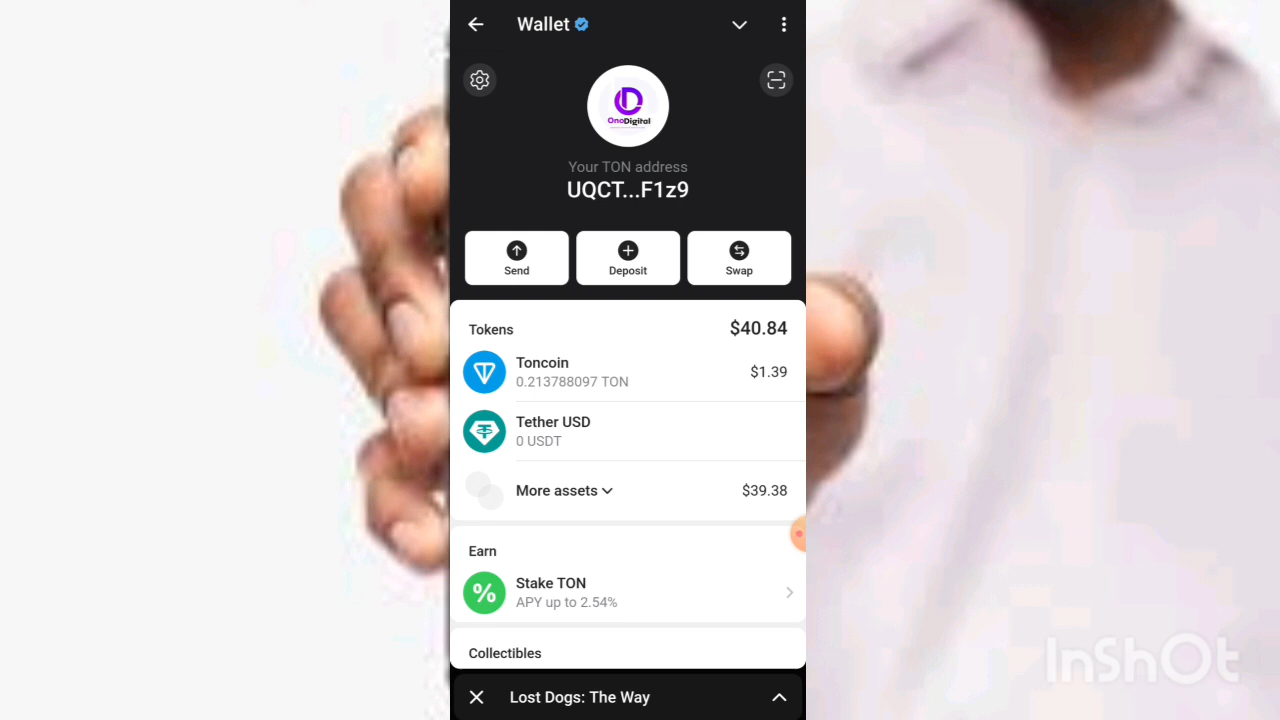 Wallet
OnoDigital
Your TON address
UQCT...F1z9
Send
Deposit
Swap
Tokens
$40.84
Toncoin
0.213788097 TON
$1.39
Tether USD
0 USDT
More assets
$39.38
Earn
%
Stake TON
APY up to 2.54%
Collectibles
Lost Dogs: The Way
InShOt